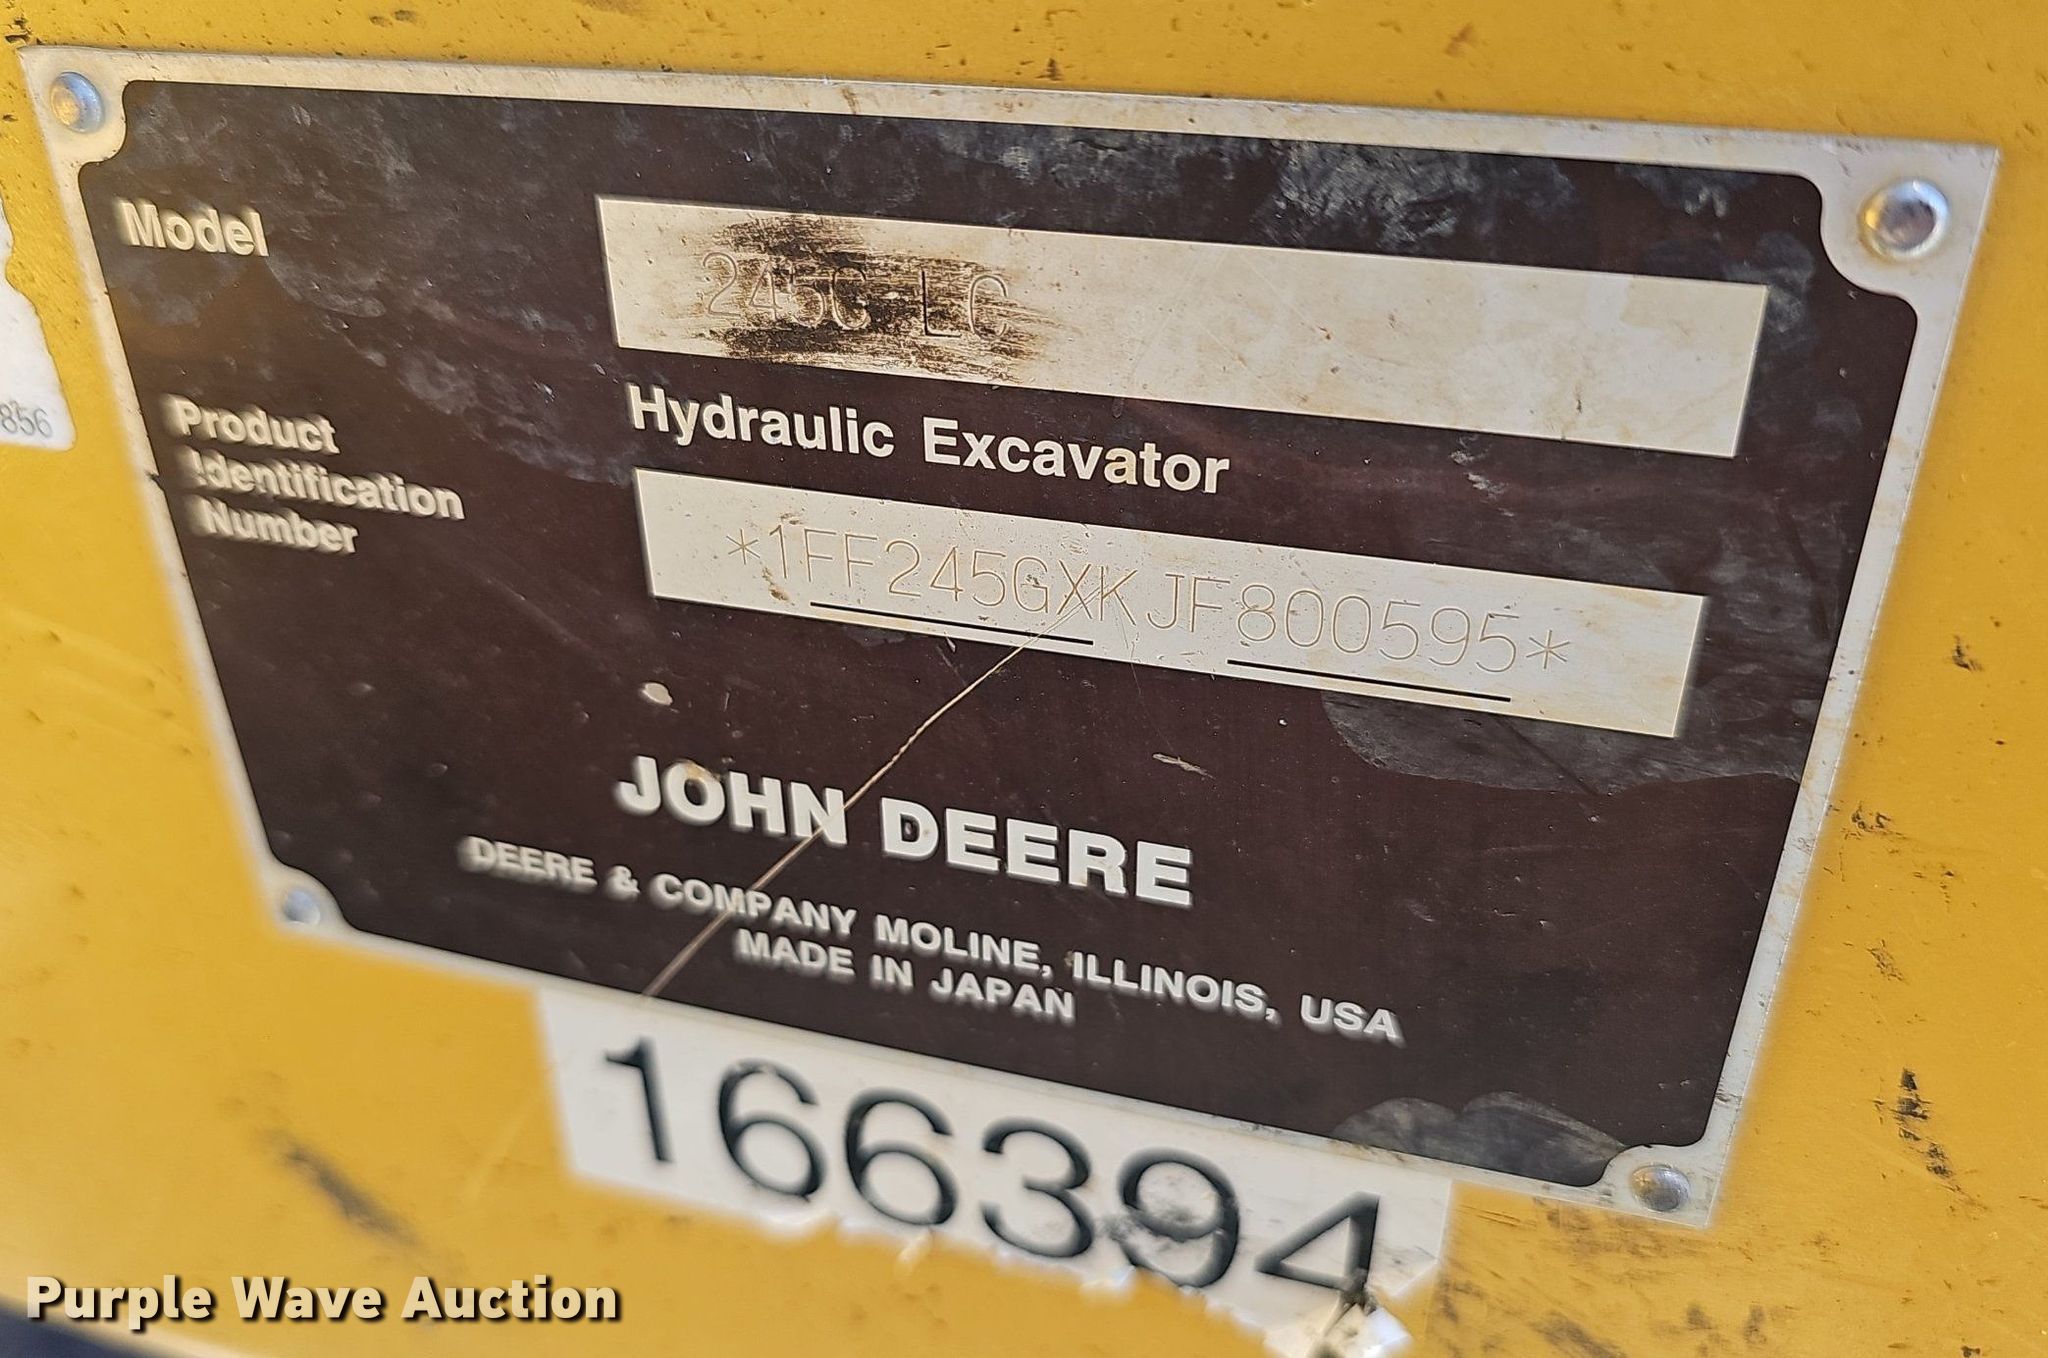 Model
245G LC
Hydraulic Excavator
Product
Identification
Number
*1FF245GXKJF800595*
JOHN DEERE
DEERE & COMPANY MOLINE, ILLINOIS, USA
MADE IN JAPAN
856
166394
Purple Wave Auction